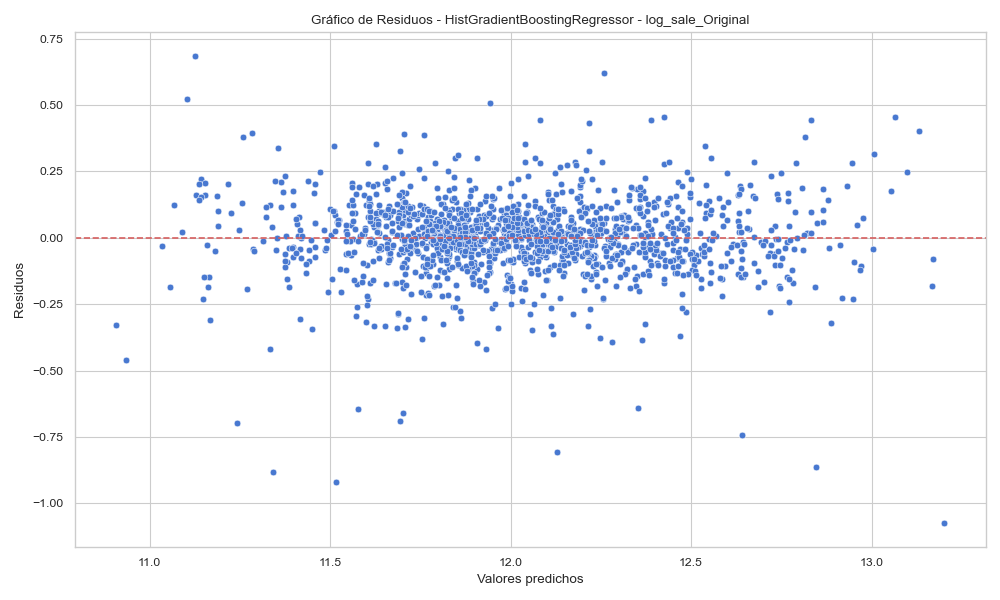 Gráfico de Residuos - HistGradientBoostingRegressor - log_sale_Original
0.75
0.50
0.25
0.00
−0.25
−0.50
−0.75
−1.00
Residuos
11.0 11.5 12.0 12.5 13.0
Valores predichos